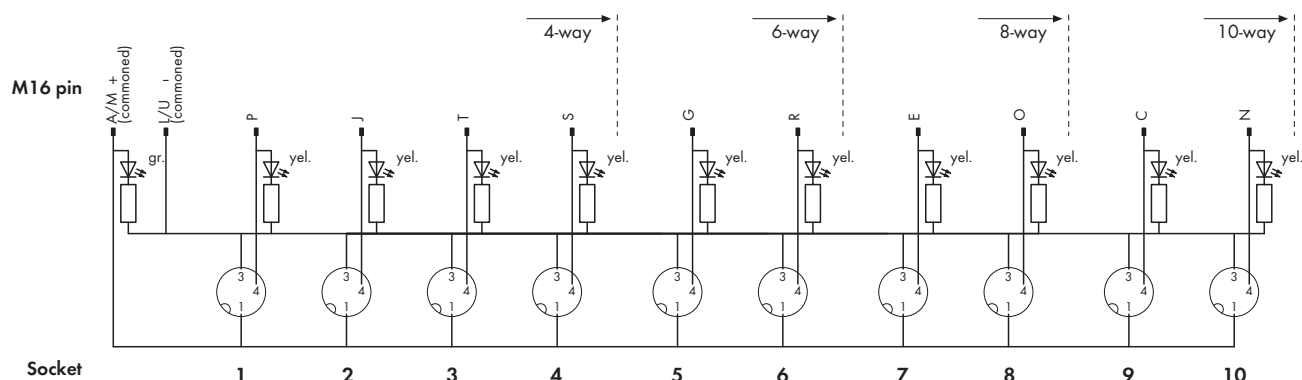 4-way 6-way 8-way 10-way
M16 pin
A/M +
(commoned)
L/U –
(commoned)
P J T S G R E O C N
gr. yel. yel. yel. yel. yel. yel. yel. yel. yel. yel.
3 3 3 3 3 3 3 3 3 3
4 4 4 4 4 4 4 4 4 4
1 1 1 1 1 1 1 1 1 1
Socket 1 2 3 4 5 6 7 8 9 10